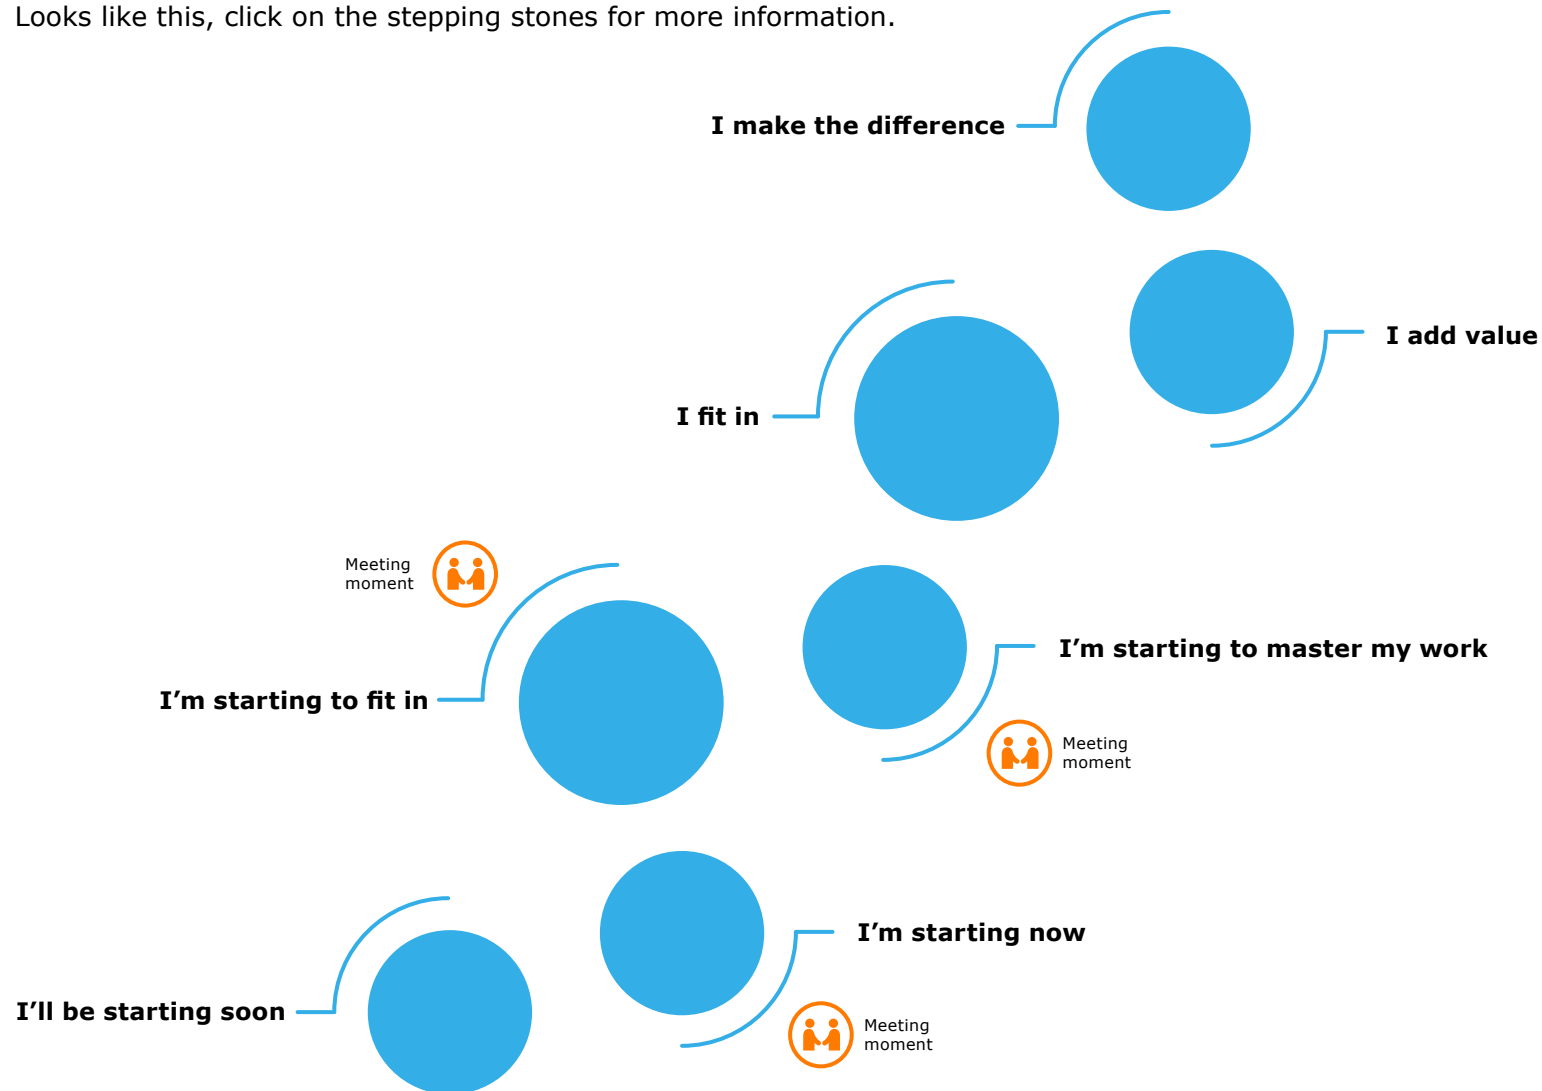 Looks like this, click on the stepping stones for more information.
I make the difference
I add value
I fit in
Meeting
moment
I'm starting to master my work
I’m starting to fit in
Meeting
moment
I’m starting now
I’ll be starting soon
Meeting
moment